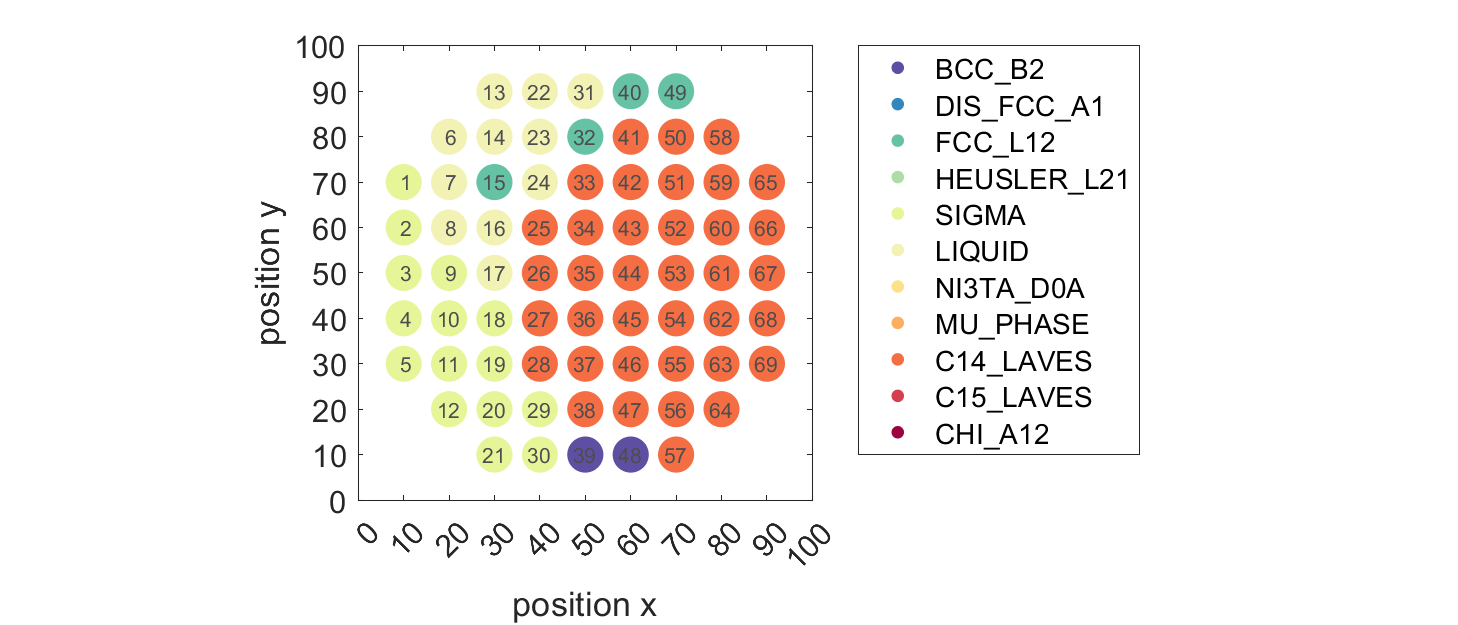 100
90
80
70
60
50
40
30
20
10
0
position y
13 22 31 40 49
6 14 23 32 41 50 58
1 7 15 24 33 42 51 59 65
2 8 16 25 34 43 52 60 66
3 9 17 26 35 44 53 61 67
4 10 18 27 36 45 54 62 68
5 11 19 28 37 46 55 63 69
12 20 29 38 47 56 64
21 30 39 48 57
0 10 20 30 40 50 60 70 80 90 100
position x
BCC_B2
DIS_FCC_A1
FCC_L12
HEUSLER_L21
SIGMA
LIQUID
NI3TA_D0A
MU_PHASE
C14_LAVES
C15_LAVES
CHI_A12